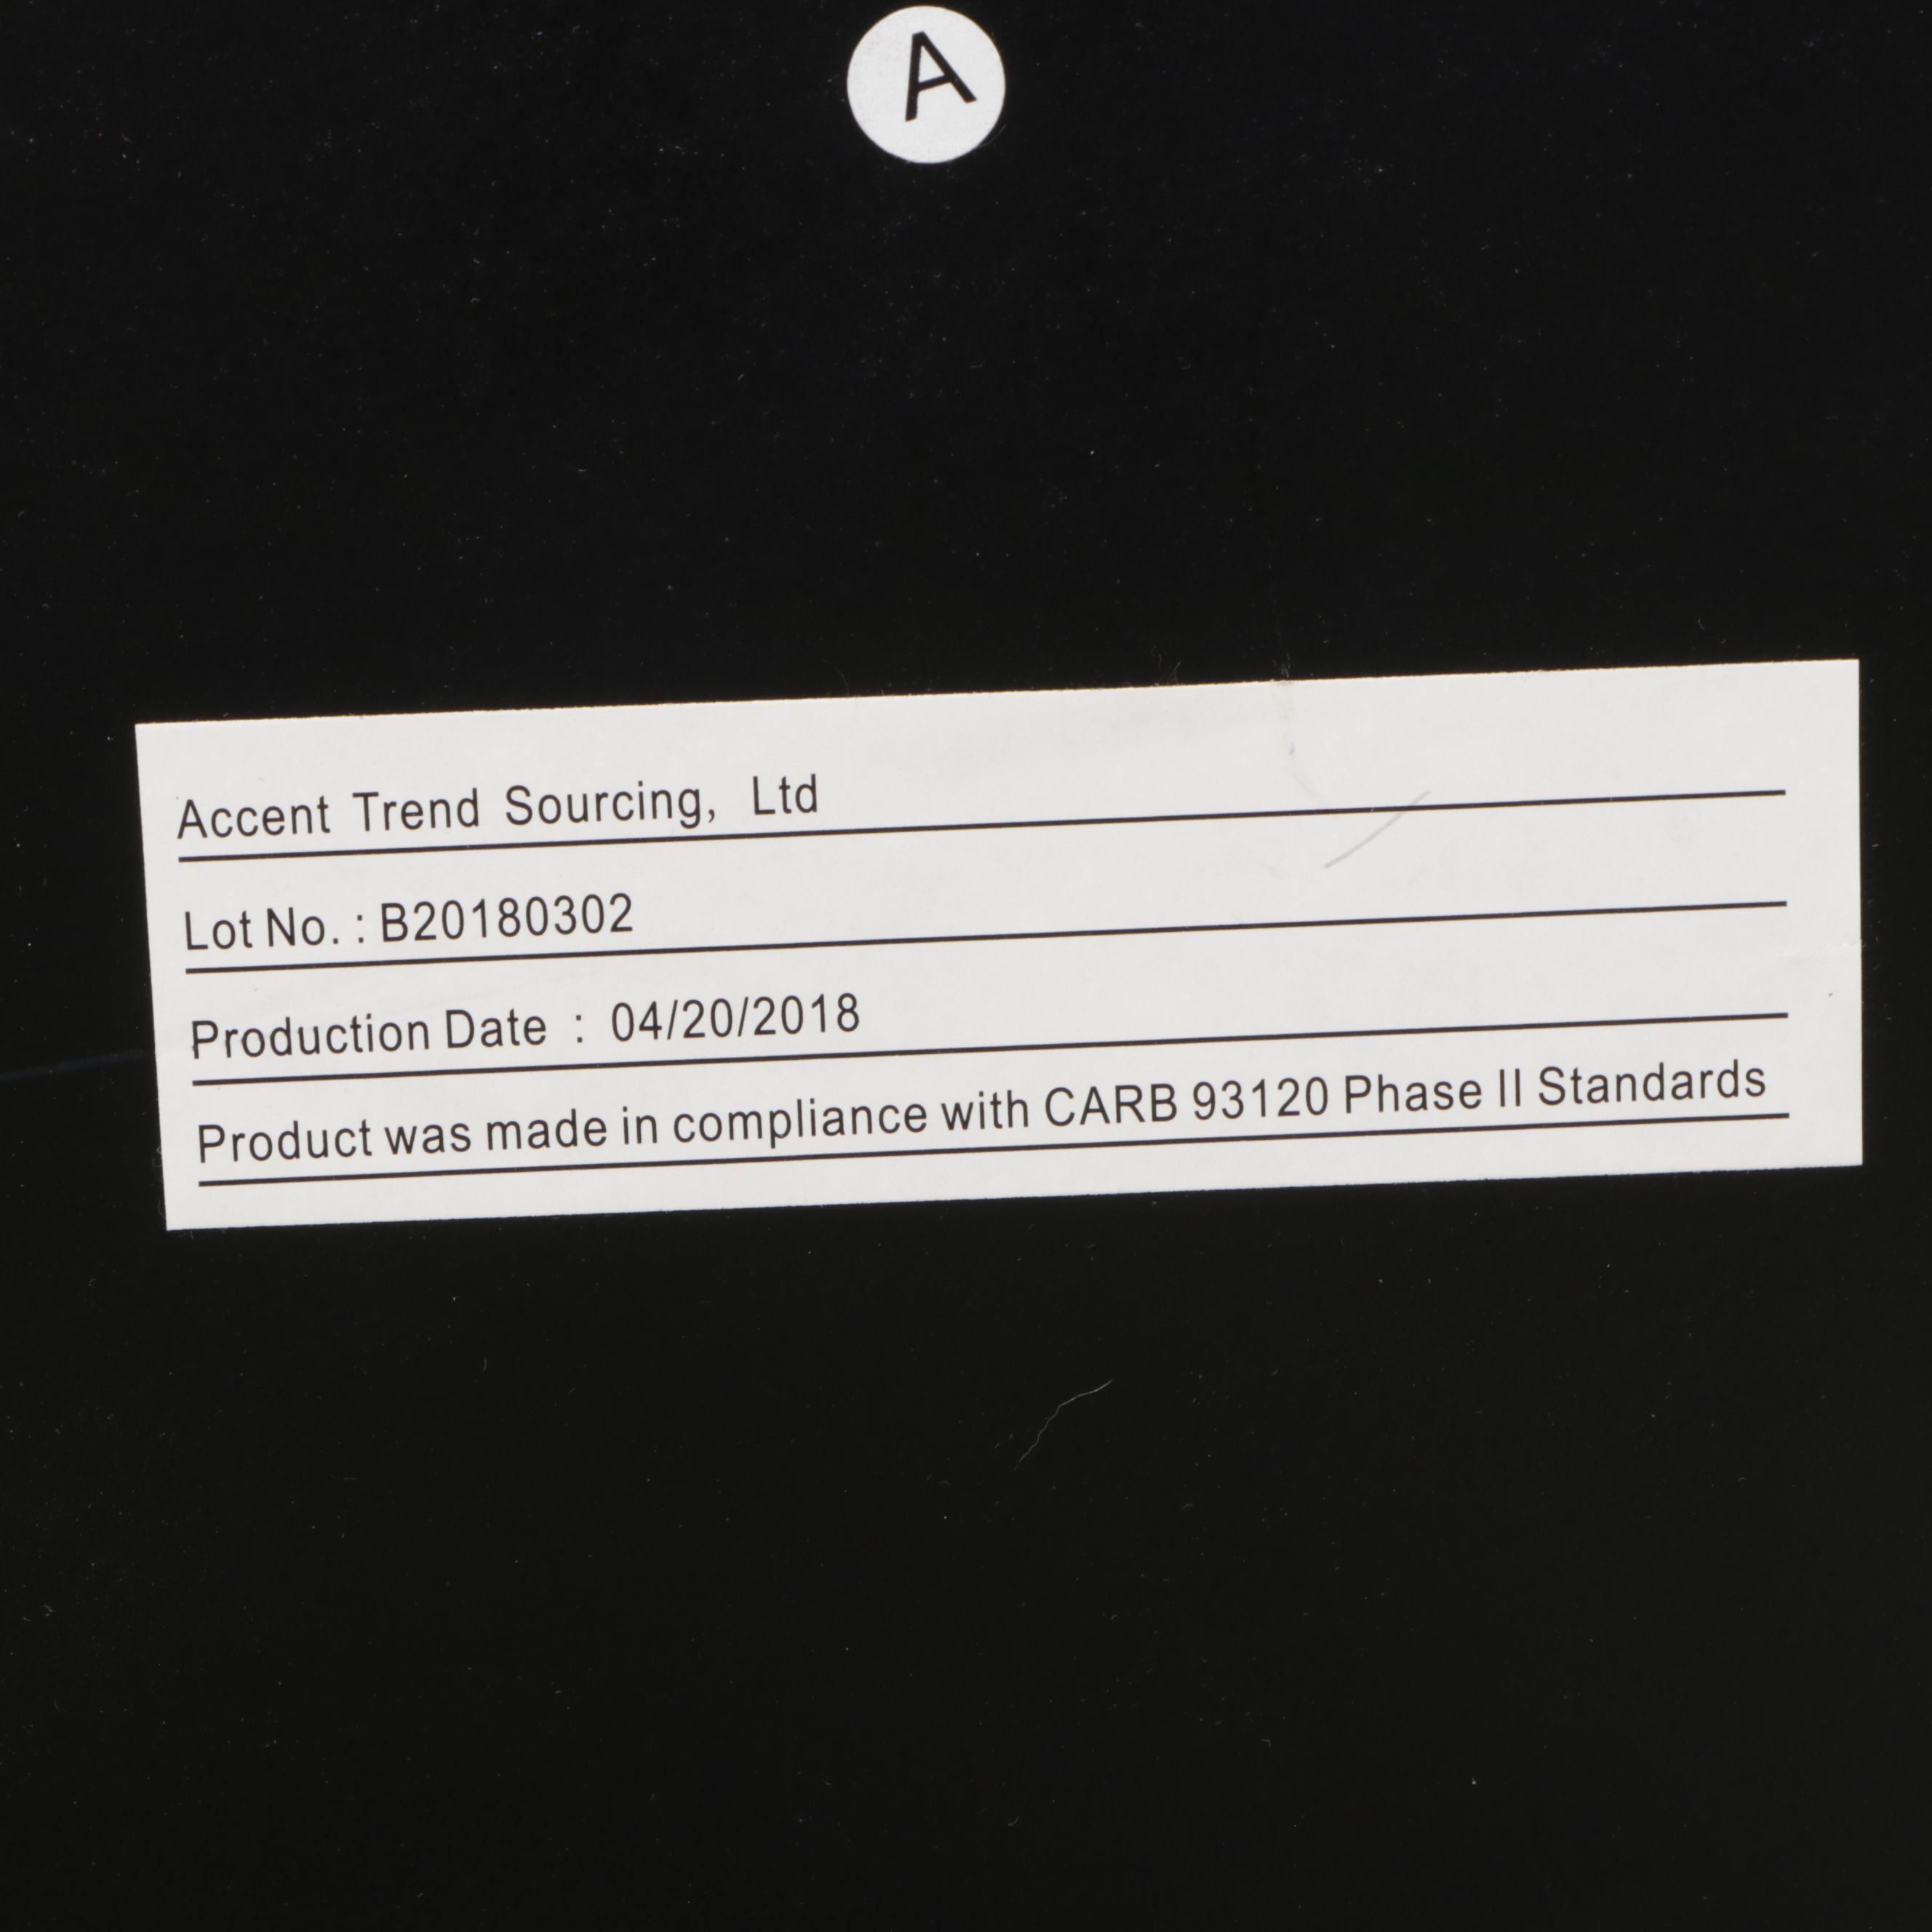 A
Accent Trend Sourcing, Ltd
Lot No. : B20180302
Production Date : 04/20/2018
Product was made in compliance with CARB 93120 Phase II Standards